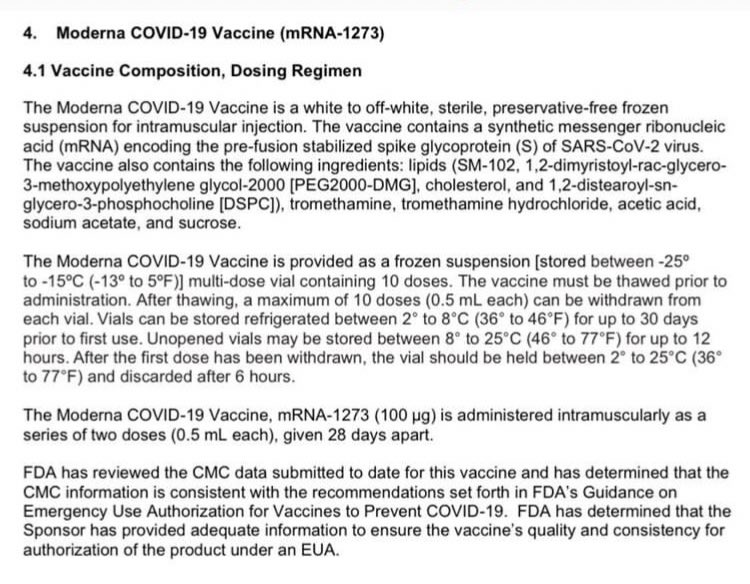 4. Moderna COVID-19 Vaccine (mRNA-1273)
4.1 Vaccine Composition, Dosing Regimen
The Moderna COVID-19 Vaccine is a white to off-white, sterile, preservative-free frozen
suspension for intramuscular injection. The vaccine contains a synthetic messenger ribonucleic
acid (mRNA) encoding the pre-fusion stabilized spike glycoprotein (S) of SARS-CoV-2 virus.
The vaccine also contains the following ingredients: lipids (SM-102, 1,2-dimyristoyl-rac-glycero-
3-methoxypolyethylene glycol-2000 [PEG2000-DMG], cholesterol, and 1,2-distearoyl-sn-
glycero-3-phosphocholine [DSPC]), tromethamine, tromethamine hydrochloride, acetic acid,
sodium acetate, and sucrose.
The Moderna COVID-19 Vaccine is provided as a frozen suspension [stored between -25º
to -15ºC (-13º to 5ºF)] multi-dose vial containing 10 doses. The vaccine must be thawed prior to
administration. After thawing, a maximum of 10 doses (0.5 mL each) can be withdrawn from
each vial. Vials can be stored refrigerated between 2° to 8°C (36° to 46°F) for up to 30 days
prior to first use. Unopened vials may be stored between 8° to 25°C (46° to 77°F) for up to 12
hours. After the first dose has been withdrawn, the vial should be held between 2° to 25°C (36°
to 77°F) and discarded after 6 hours.
The Moderna COVID-19 Vaccine, mRNA-1273 (100 µg) is administered intramuscularly as a
series of two doses (0.5 mL each), given 28 days apart.
FDA has reviewed the CMC data submitted to date for this vaccine and has determined that the
CMC information is consistent with the recommendations set forth in FDA's Guidance on
Emergency Use Authorization for Vaccines to Prevent COVID-19. FDA has determined that the
Sponsor has provided adequate information to ensure the vaccine's quality and consistency for
authorization of the product under an EUA.